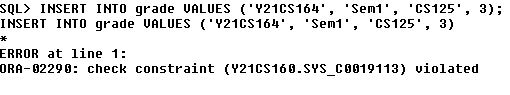 SQL> INSERT INTO grade VALUES ('Y21CS164', 'Sem1', 'CS125', 3);
INSERT INTO grade VALUES ('Y21CS164', 'Sem1', 'CS125', 3)
*
ERROR at line 1:
ORA-02290: check constraint (Y21CS160.SYS_C0019113) violated